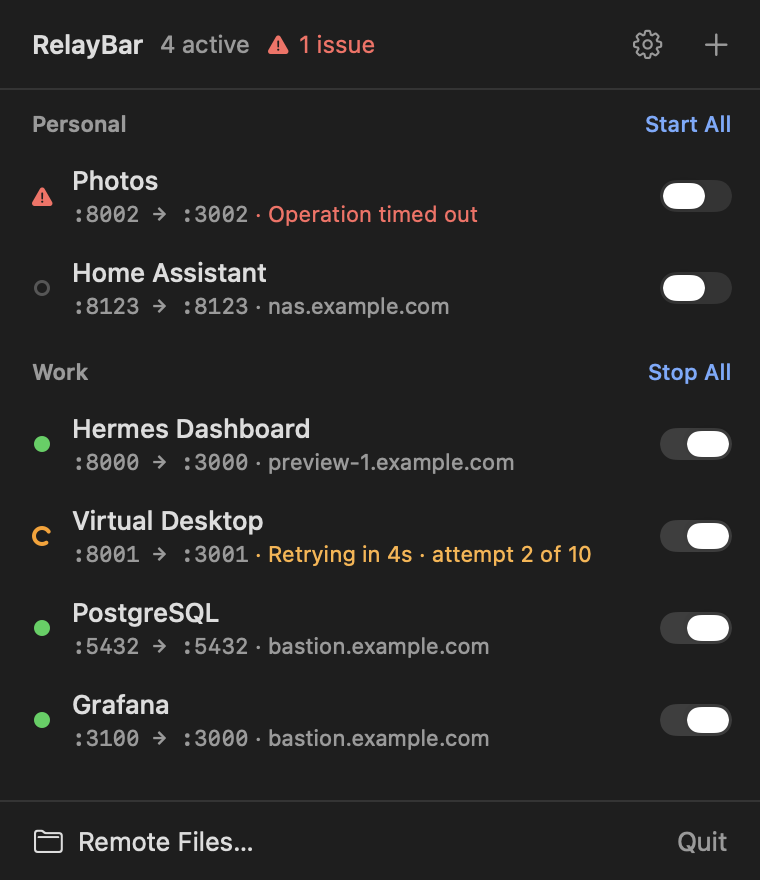 RelayBar 4 active 1 issue
Personal Start All
Photos
:8002 → :3002 · Operation timed out
Home Assistant
:8123 → :8123 · nas.example.com
Work Stop All
Hermes Dashboard
:8000 → :3000 · preview-1.example.com
Virtual Desktop
:8001 → :3001 · Retrying in 4s · attempt 2 of 10
PostgreSQL
:5432 → :5432 · bastion.example.com
Grafana
:3100 → :3000 · bastion.example.com
Remote Files... Quit